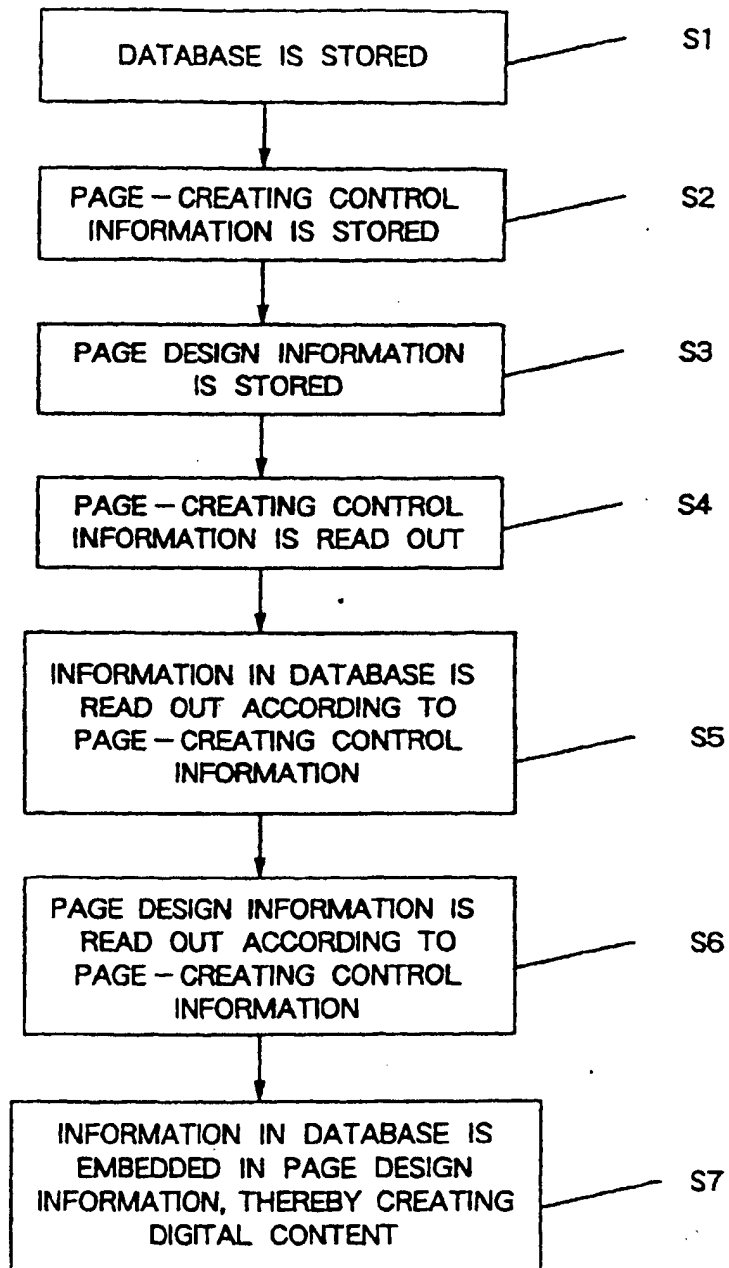 DATABASE IS STORED
S1
PAGE-CREATING CONTROL
INFORMATION IS STORED
S2
PAGE DESIGN INFORMATION
IS STORED
S3
PAGE-CREATING CONTROL
INFORMATION IS READ OUT
S4
INFORMATION IN DATABASE IS
READ OUT ACCORDING TO
PAGE-CREATING CONTROL
INFORMATION
S5
PAGE DESIGN INFORMATION IS
READ OUT ACCORDING TO
PAGE-CREATING CONTROL
INFORMATION
S6
INFORMATION IN DATABASE IS
EMBEDDED IN PAGE DESIGN
INFORMATION, THEREBY CREATING
DIGITAL CONTENT
S7